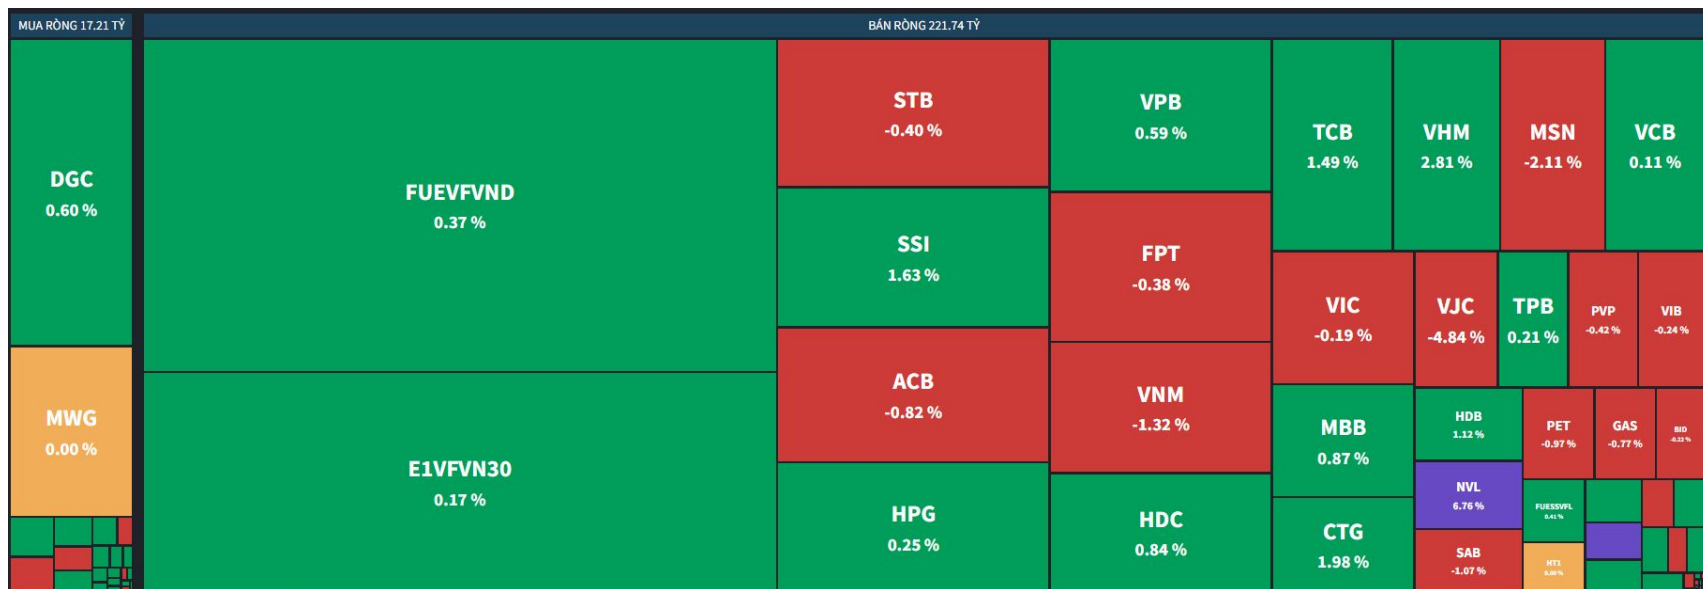 MUA RÒNG 17.21 TỶ
BÁN RÒNG 221.74 TỶ
DGC
0.60 %
MWG
0.00 %
FUEVFVND
0.37 %
E1VFVN30
0.17 %
STB
-0.40 %
SSI
1.63 %
ACB
-0.82 %
HPG
0.25 %
VPB
0.59 %
FPT
-0.38 %
VNM
-1.32 %
HDC
0.84 %
TCB
1.49 %
VHM
2.81 %
MSN
-2.11 %
VCB
0.11 %
VIC
-0.19 %
VJC
-4.84 %
TPB
0.21 %
PVP
-0.42 %
VIB
-0.24 %
MBB
0.87 %
CTG
1.98 %
HDB
1.12 %
NVL
6.76 %
SAB
-1.07 %
PET
-0.97 %
GAS
-0.77 %
BID
FUESSVFL
0.41 %
HT1
0.00 %